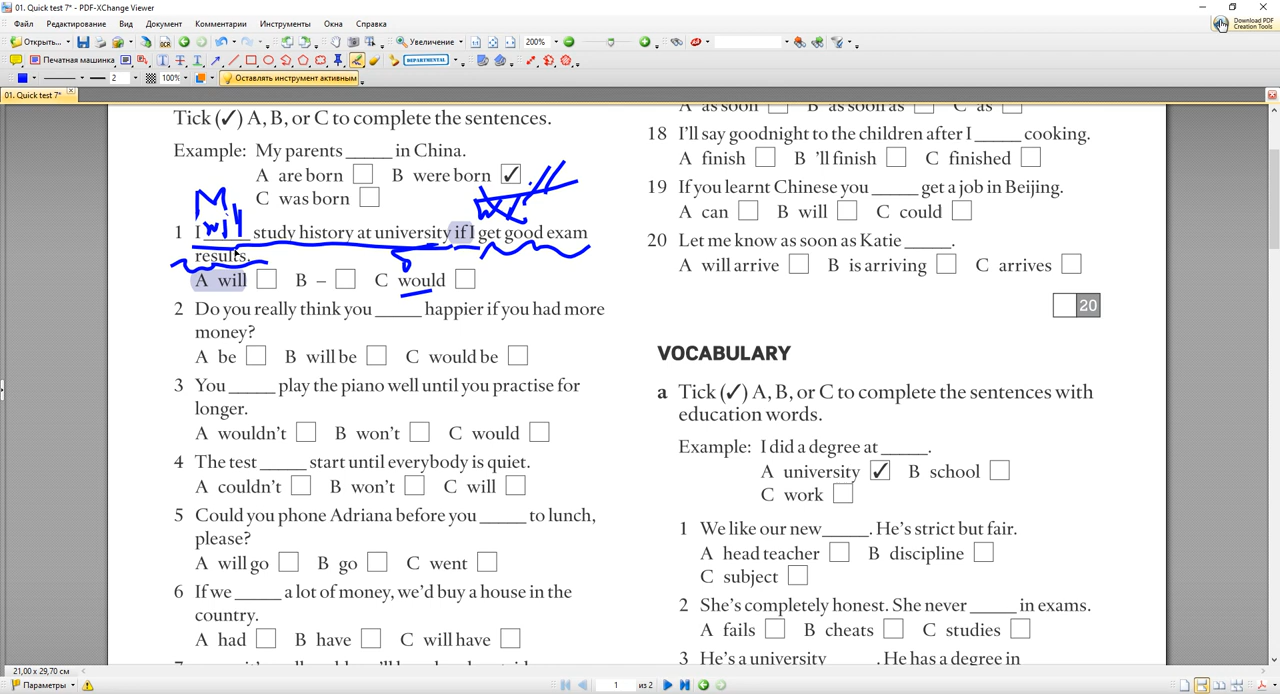 01. Quick test 7* - PDF-XChange Viewer
Файл Редактирование Вид Документ Комментарии Инструменты Окна Справка
Download PDF Creation Tools
Открыть... OCR Увеличение 200%
Печатная машинка DEPARTMENTAL
2 100% Оставлять инструмент активным
01. Quick test 7*
Tick (✓) A, B, or C to complete the sentences.
Example: My parents _____ in China.
A are born B were born ✓
C was born
will
1 I _____ study history at university if I get good exam
results.
A will B – C would
2 Do you really think you _____ happier if you had more
money?
A be B will be C would be
3 You _____ play the piano well until you practise for
longer.
A wouldn't B won't C would
4 The test _____ start until everybody is quiet.
A couldn't B won't C will
5 Could you phone Adriana before you _____ to lunch,
please?
A will go B go C went
6 If we _____ a lot of money, we'd buy a house in the
country.
A had B have C will have
A as soon B as soon as C as
18 I'll say goodnight to the children after I _____ cooking.
A finish B 'll finish C finished
19 If you learnt Chinese you _____ get a job in Beijing.
A can B will C could
20 Let me know as soon as Katie _____.
A will arrive B is arriving C arrives
20
VOCABULARY
a Tick (✓) A, B, or C to complete the sentences with
education words.
Example: I did a degree at _____.
A university ✓ B school
C work
1 We like our new_____. He's strict but fair.
A head teacher B discipline
C subject
2 She's completely honest. She never _____ in exams.
A fails B cheats C studies
3 He's a university _____. He has a degree in
21,00 x 29,70 см
Параметры 1 из 2